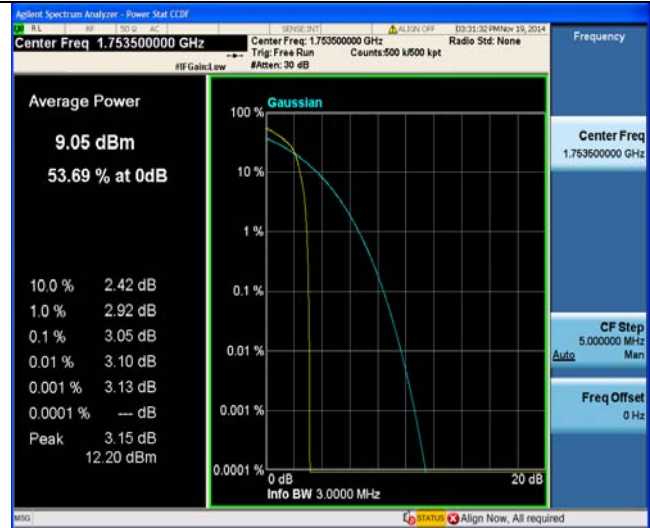 Agilent Spectrum Analyzer - Power Stat CCDF
RL RF 50 Ω AC SENSE:INT ALIGN OFF 03:31:32 PM Nov 19, 2014
Center Freq 1.753500000 GHz
Center Freq: 1.753500000 GHz Radio Std: None
Trig: Free Run Counts:500 k/500 kpt
#IFGain:Low #Atten: 30 dB
Frequency
Average Power
9.05 dBm
53.69 % at 0dB
10.0 % 2.42 dB
1.0 % 2.92 dB
0.1 % 3.05 dB
0.01 % 3.10 dB
0.001 % 3.13 dB
0.0001 % --- dB
Peak 3.15 dB
12.20 dBm
Gaussian
100 %
10 %
1 %
0.1 %
0.01 %
0.001 %
0.0001 %
0 dB 20 dB
Info BW 3.0000 MHz
Center Freq
1.753500000 GHz
CF Step
5.000000 MHz
Auto Man
Freq Offset
0 Hz
MSG STATUS Align Now, All required